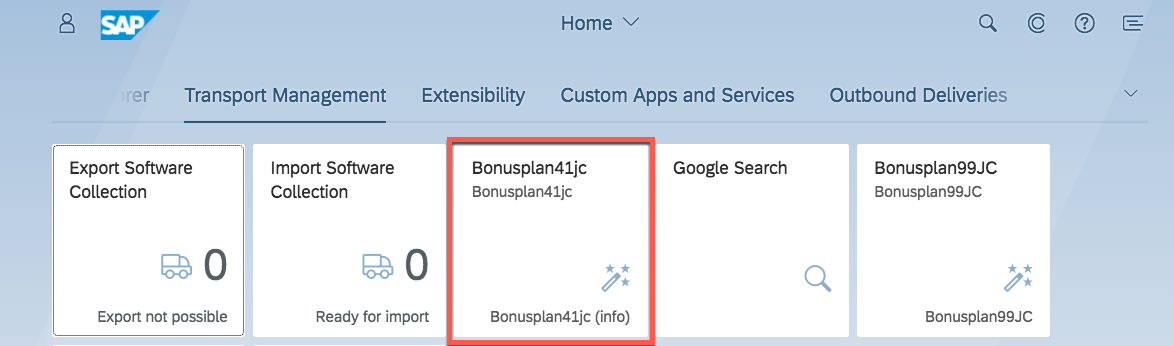 SAP
Home
orer
Transport Management
Extensibility
Custom Apps and Services
Outbound Deliveries
Export Software
Collection
0
Export not possible
Import Software
Collection
0
Ready for import
Bonusplan41jc
Bonusplan41jc
Bonusplan41jc (info)
Google Search
Bonusplan99JC
Bonusplan99JC
Bonusplan99JC